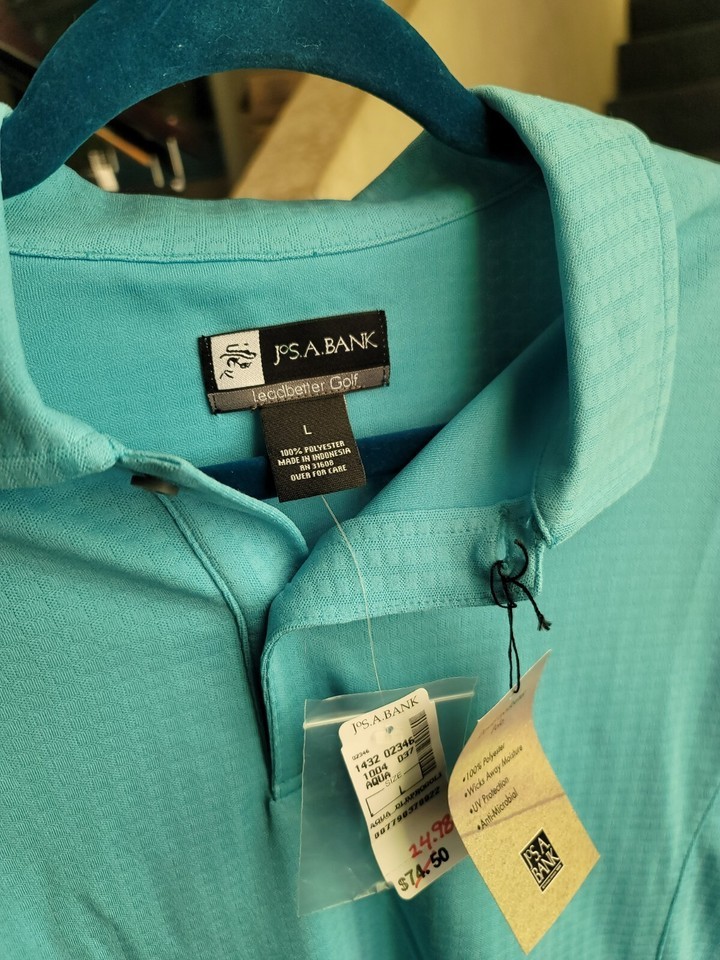 JOS. A. BANK
Leadbetter Golf
L
100% POLYESTER
MADE IN INDONESIA
RN 31608
OVER FOR CARE
JOS. A. BANK
02346
1432 02346
1004 037
AQUA
SIZE
L
24.98
$74.50
•100% Polyester
•Wicks Away Moisture
•UV Protection
•Anti-Microbial
JOS. A.
BANK